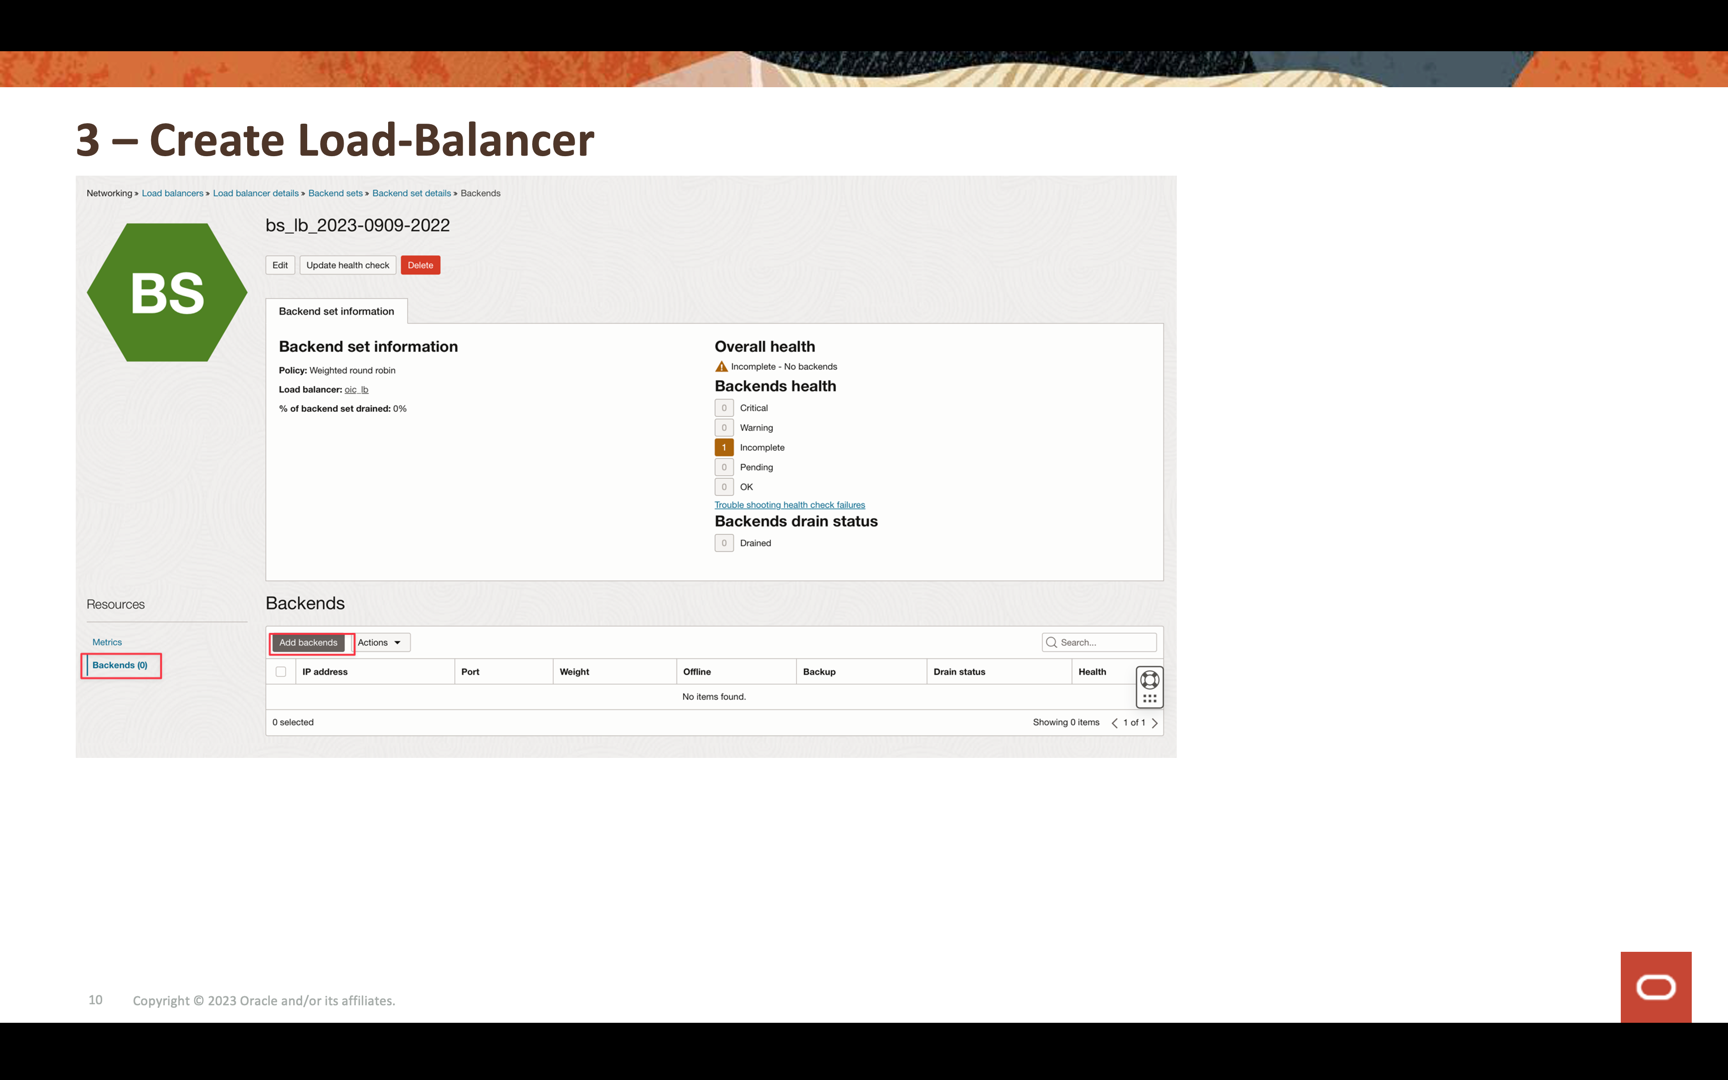 3 – Create Load-Balancer
Networking » Load balancers » Load balancer details » Backend sets » Backend set details » Backends
BS
bs_lb_2023-0909-2022
Edit Update health check Delete
Backend set information
Backend set information
Policy: Weighted round robin
Load balancer: oic_lb
% of backend set drained: 0%
Overall health
Incomplete - No backends
Backends health
0 Critical
0 Warning
1 Incomplete
0 Pending
0 OK
Trouble shooting health check failures
Backends drain status
0 Drained
Resources
Metrics
Backends (0)
Backends
Add backends Actions Search...
IP address Port Weight Offline Backup Drain status Health
No items found.
0 selected Showing 0 items 1 of 1
10 Copyright © 2023 Oracle and/or its affiliates.